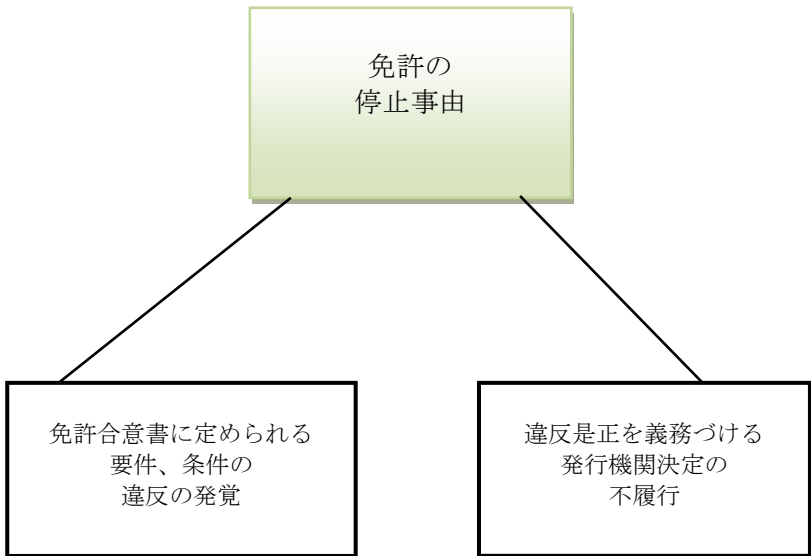 免許の
停止事由
免許合意書に定められる
要件、条件の
違反の発覚
違反是正を義務づける
発行機関決定の
不履行